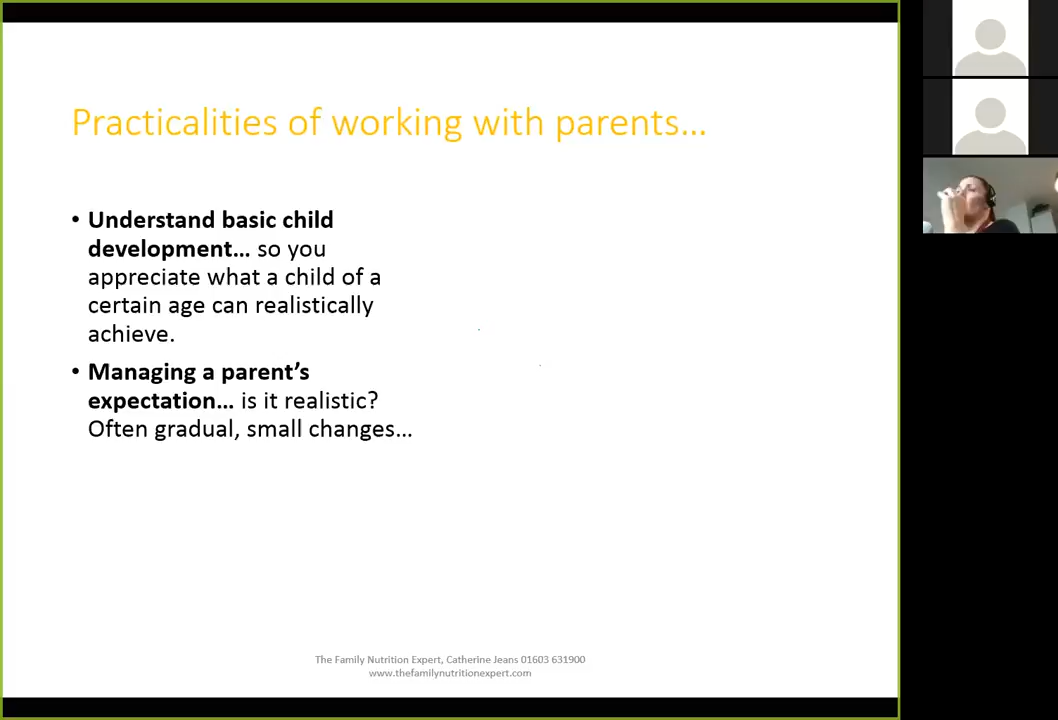 Practicalities of working with parents…
• Understand basic child
development… so you
appreciate what a child of a
certain age can realistically
achieve.
• Managing a parent’s
expectation… is it realistic?
Often gradual, small changes…
The Family Nutrition Expert, Catherine Jeans 01603 631900
www.thefamilynutritionexpert.com